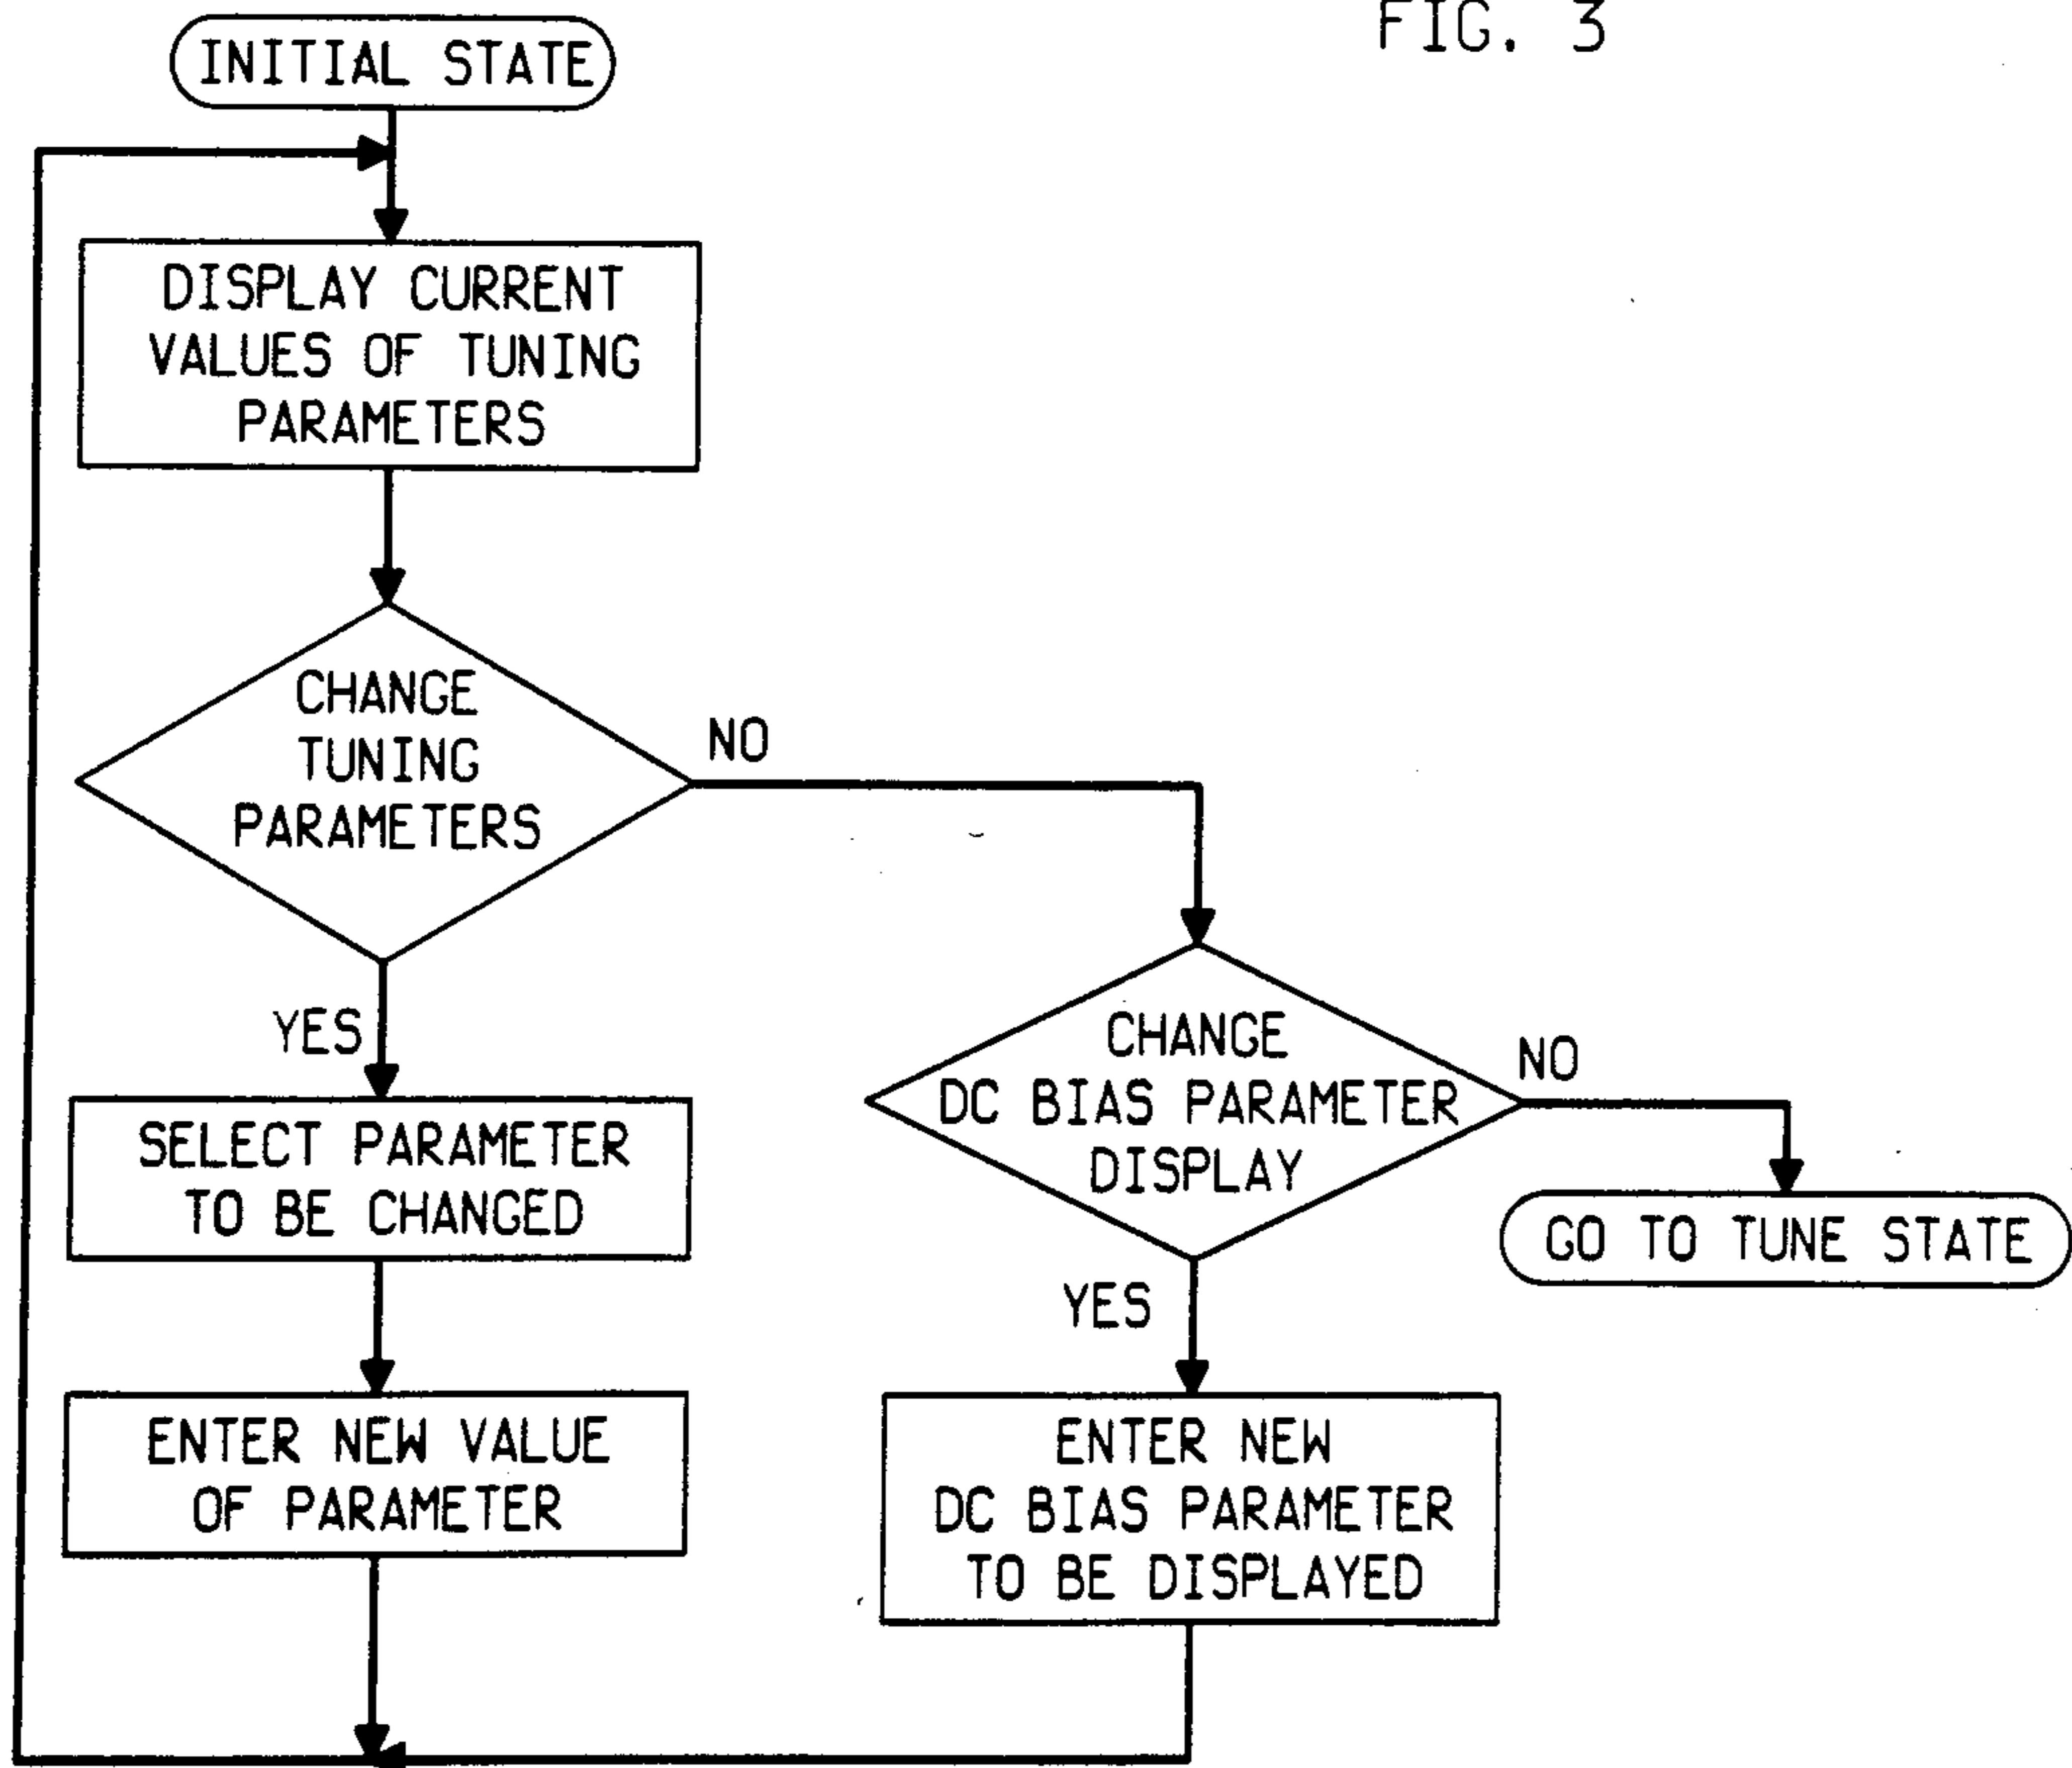 FIG. 3
INITIAL STATE
DISPLAY CURRENT
VALUES OF TUNING
PARAMETERS
CHANGE
TUNING
PARAMETERS
NO
YES
SELECT PARAMETER
TO BE CHANGED
ENTER NEW VALUE
OF PARAMETER
CHANGE
DC BIAS PARAMETER
DISPLAY
NO
GO TO TUNE STATE
YES
ENTER NEW
DC BIAS PARAMETER
TO BE DISPLAYED